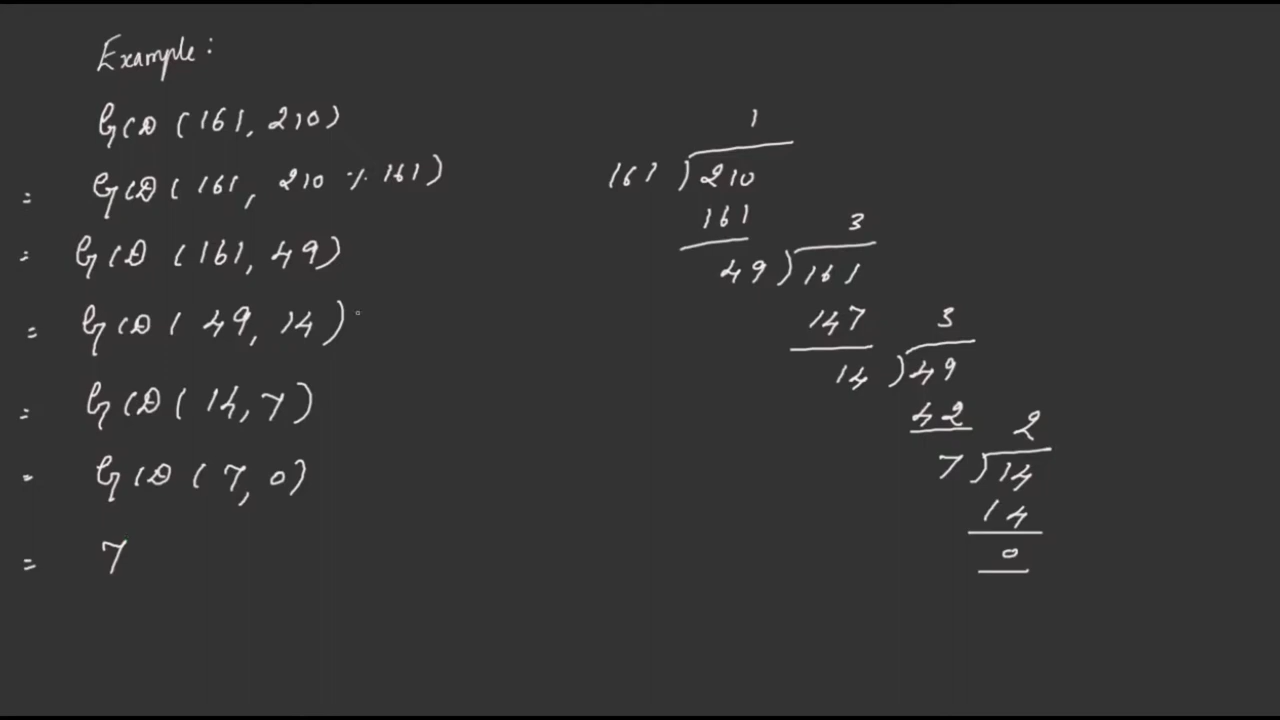 Example:
GCD (161, 210)
= GCD (161, 210 % 161)
= GCD (161, 49)
= GCD (49, 14)
= GCD (14, 7)
= GCD (7, 0)
= 7
1
161 ) 210
161 3
49 ) 161
147 3
14 ) 49
42 2
7 ) 14
14
0